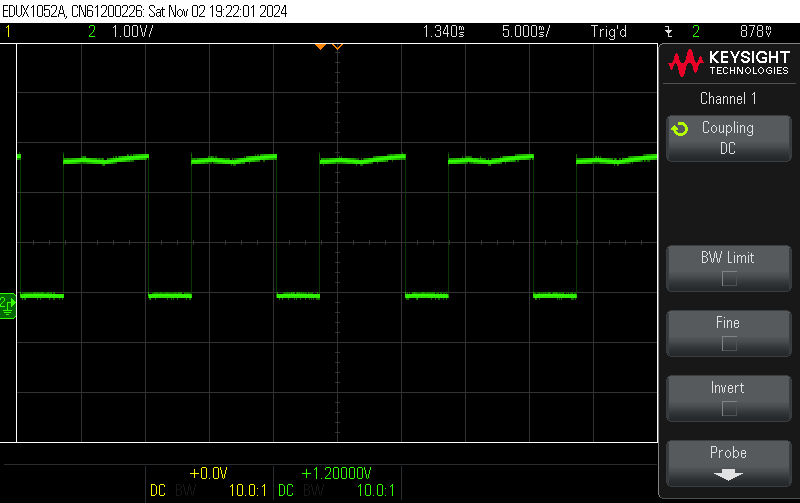 EDUX1052A, CN61200226: Sat Nov 02 19:22:01 2024
1 2 1.00V/ 1.340s 5.000s/ Trig'd 2 878mV
KEYSIGHT
TECHNOLOGIES
Channel 1
Coupling
DC
BW Limit
2
Fine
Invert
Probe
+0.0V +1.20000V
DC BW 10.0:1 DC BW 10.0:1